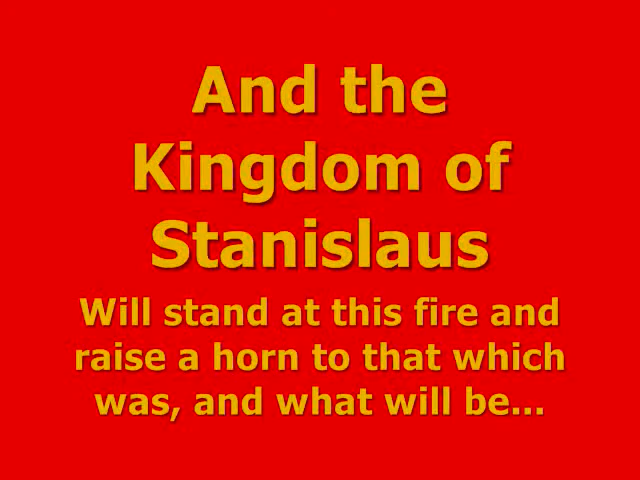 And the
Kingdom of
Stanislaus
Will stand at this fire and
raise a horn to that which
was, and what will be...